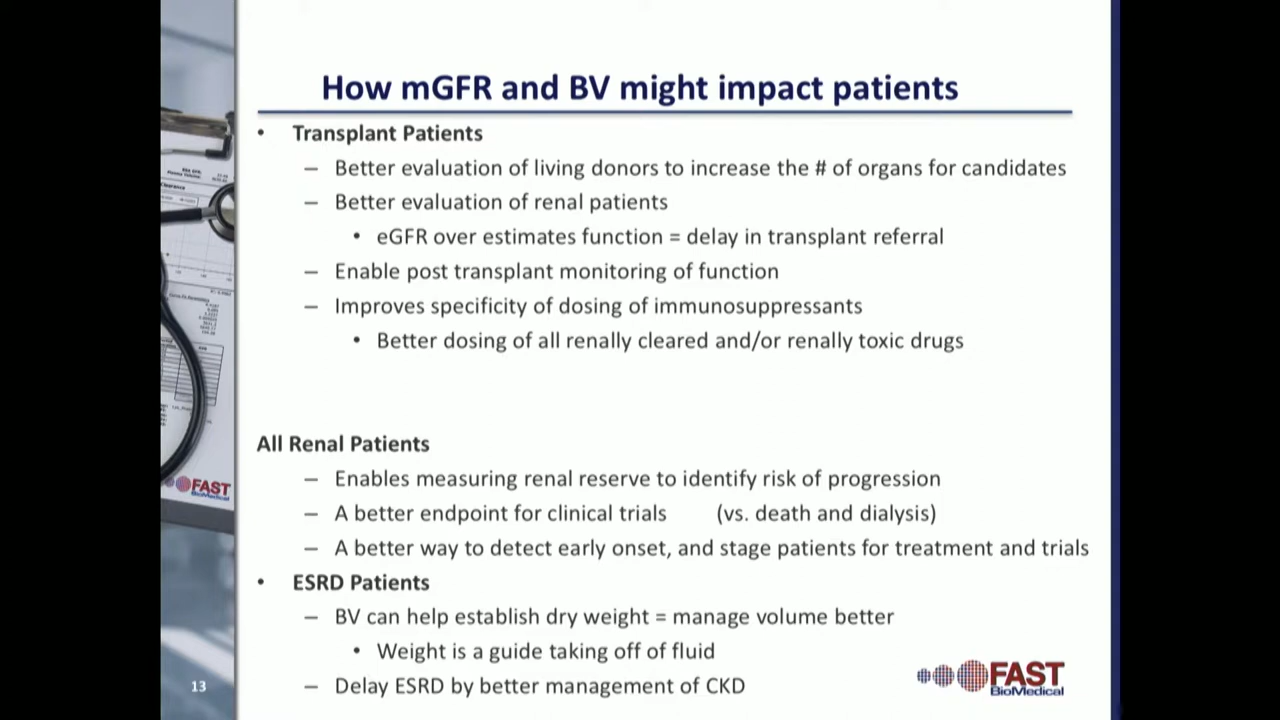 How mGFR and BV might impact patients
• Transplant Patients
– Better evaluation of living donors to increase the # of organs for candidates
– Better evaluation of renal patients
• eGFR over estimates function = delay in transplant referral
– Enable post transplant monitoring of function
– Improves specificity of dosing of immunosuppressants
• Better dosing of all renally cleared and/or renally toxic drugs
All Renal Patients
– Enables measuring renal reserve to identify risk of progression
– A better endpoint for clinical trials (vs. death and dialysis)
– A better way to detect early onset, and stage patients for treatment and trials
• ESRD Patients
– BV can help establish dry weight = manage volume better
• Weight is a guide taking off of fluid
– Delay ESRD by better management of CKD
13
FAST
BioMedical
FAST
BioMedical